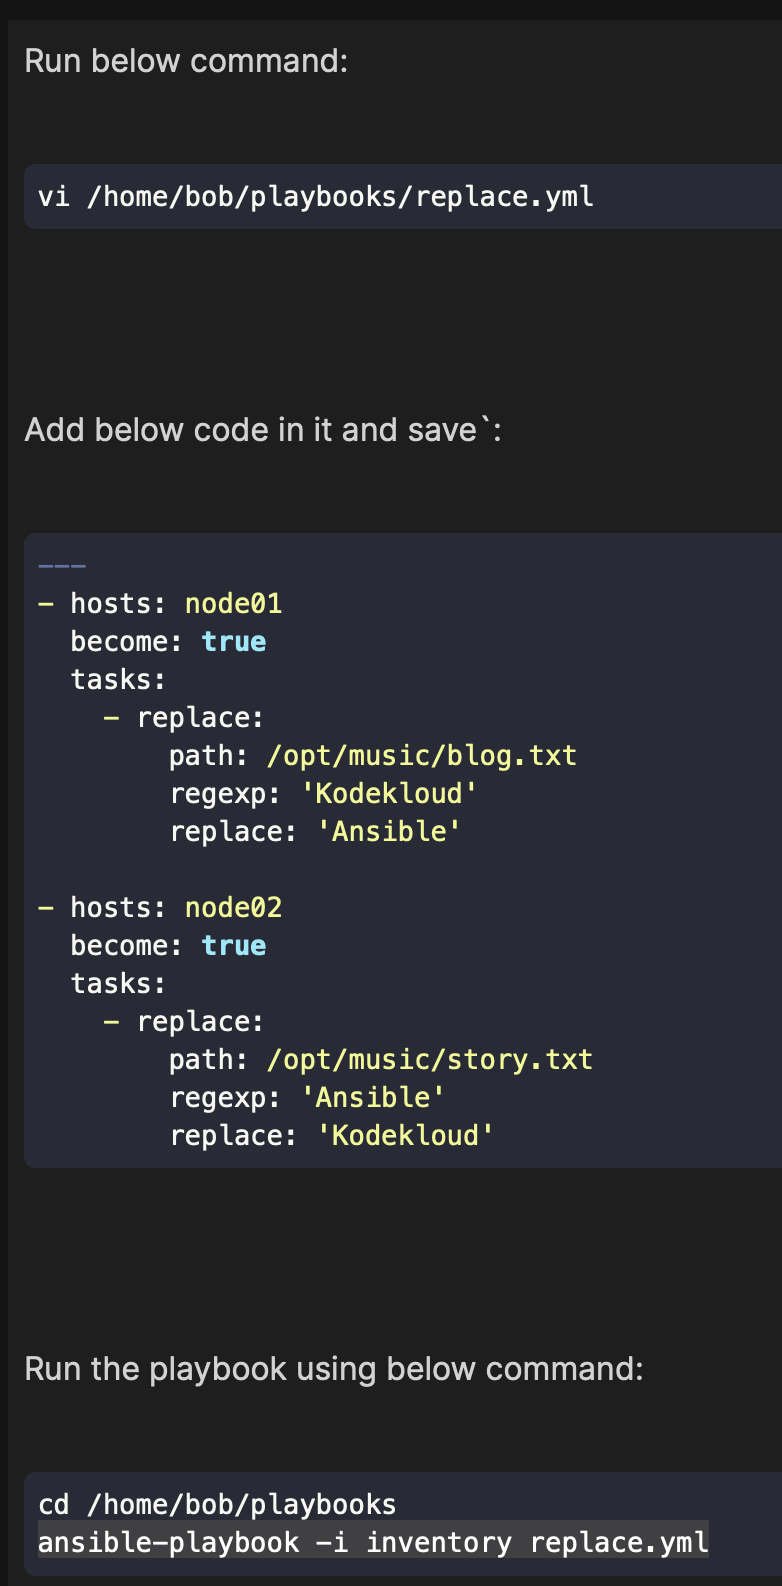 Run below command:
vi /home/bob/playbooks/replace.yml
Add below code in it and save`:
---
- hosts: node01
  become: true
  tasks:
    - replace:
        path: /opt/music/blog.txt
        regexp: 'Kodekloud'
        replace: 'Ansible'
- hosts: node02
  become: true
  tasks:
    - replace:
        path: /opt/music/story.txt
        regexp: 'Ansible'
        replace: 'Kodekloud'
Run the playbook using below command:
cd /home/bob/playbooks
ansible-playbook -i inventory replace.yml